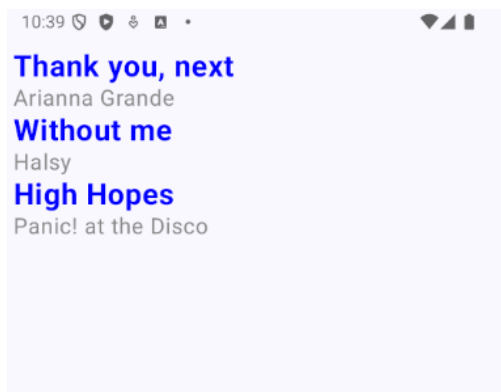 10:39
Thank you, next
Arianna Grande
Without me
Halsy
High Hopes
Panic! at the Disco